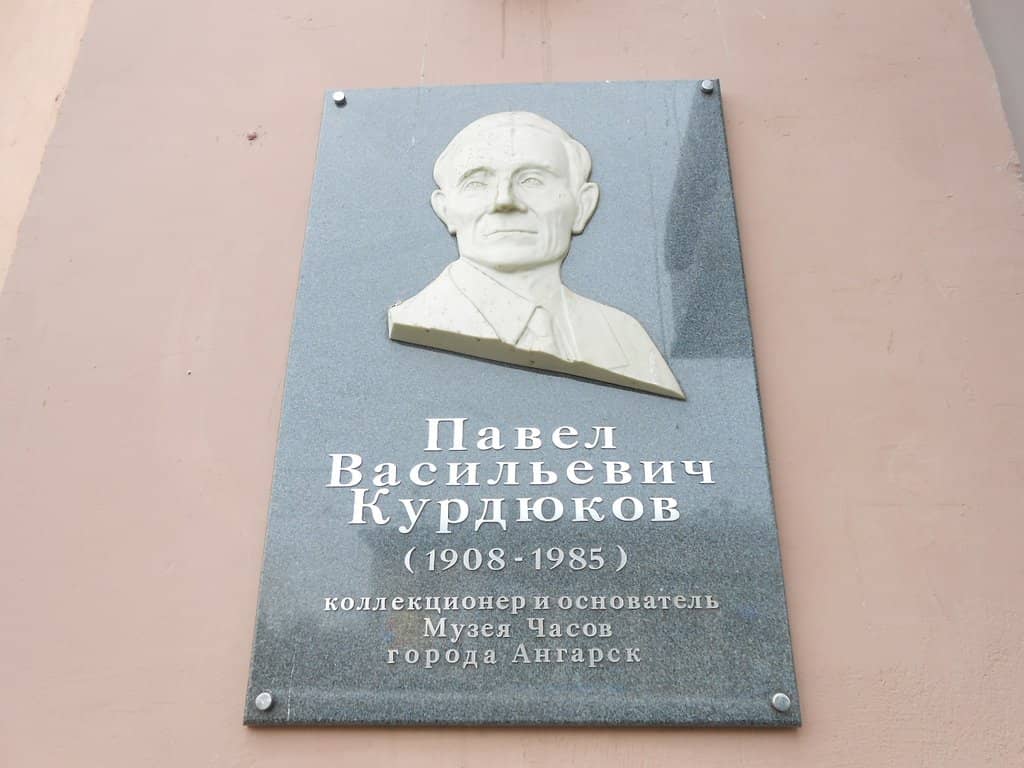 Павел
Васильевич
Курдюков
(1908-1985)
коллекционер и основатель
Музея Часов
города Ангарск